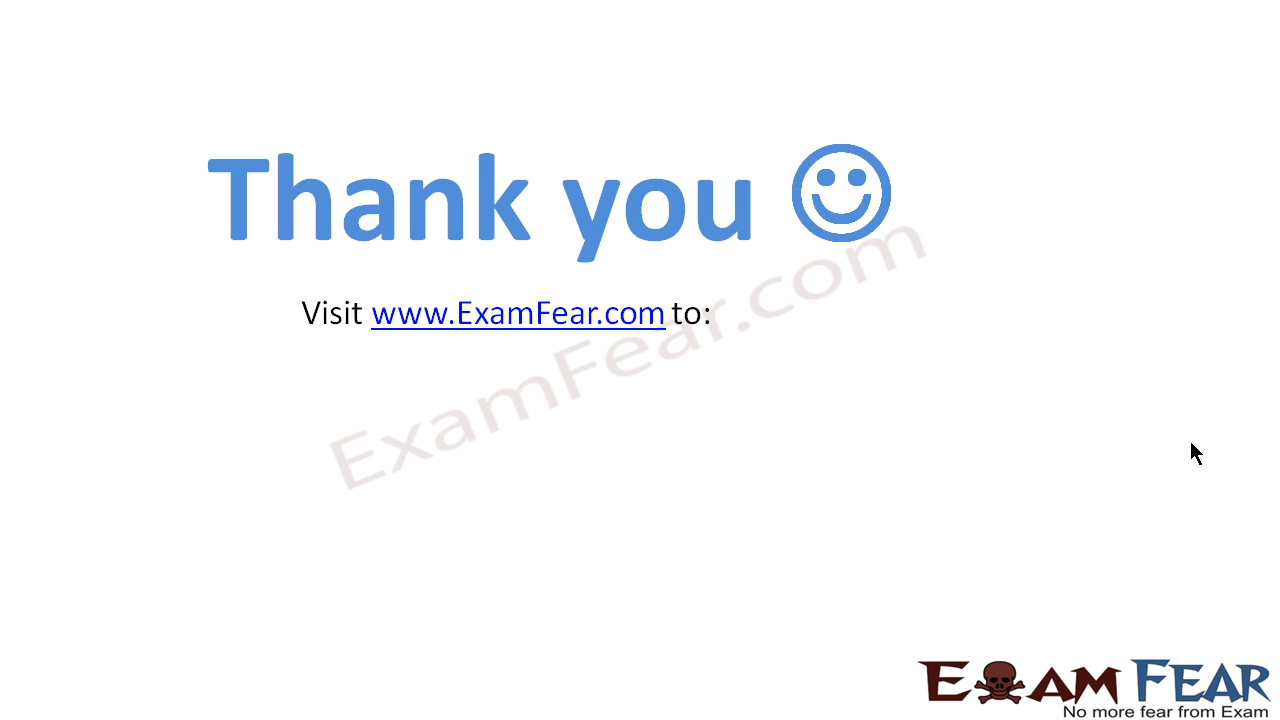 Thank you ☺
Visit www.ExamFear.com to:
ExamFear.com
EXAM FEAR
No more fear from Exam